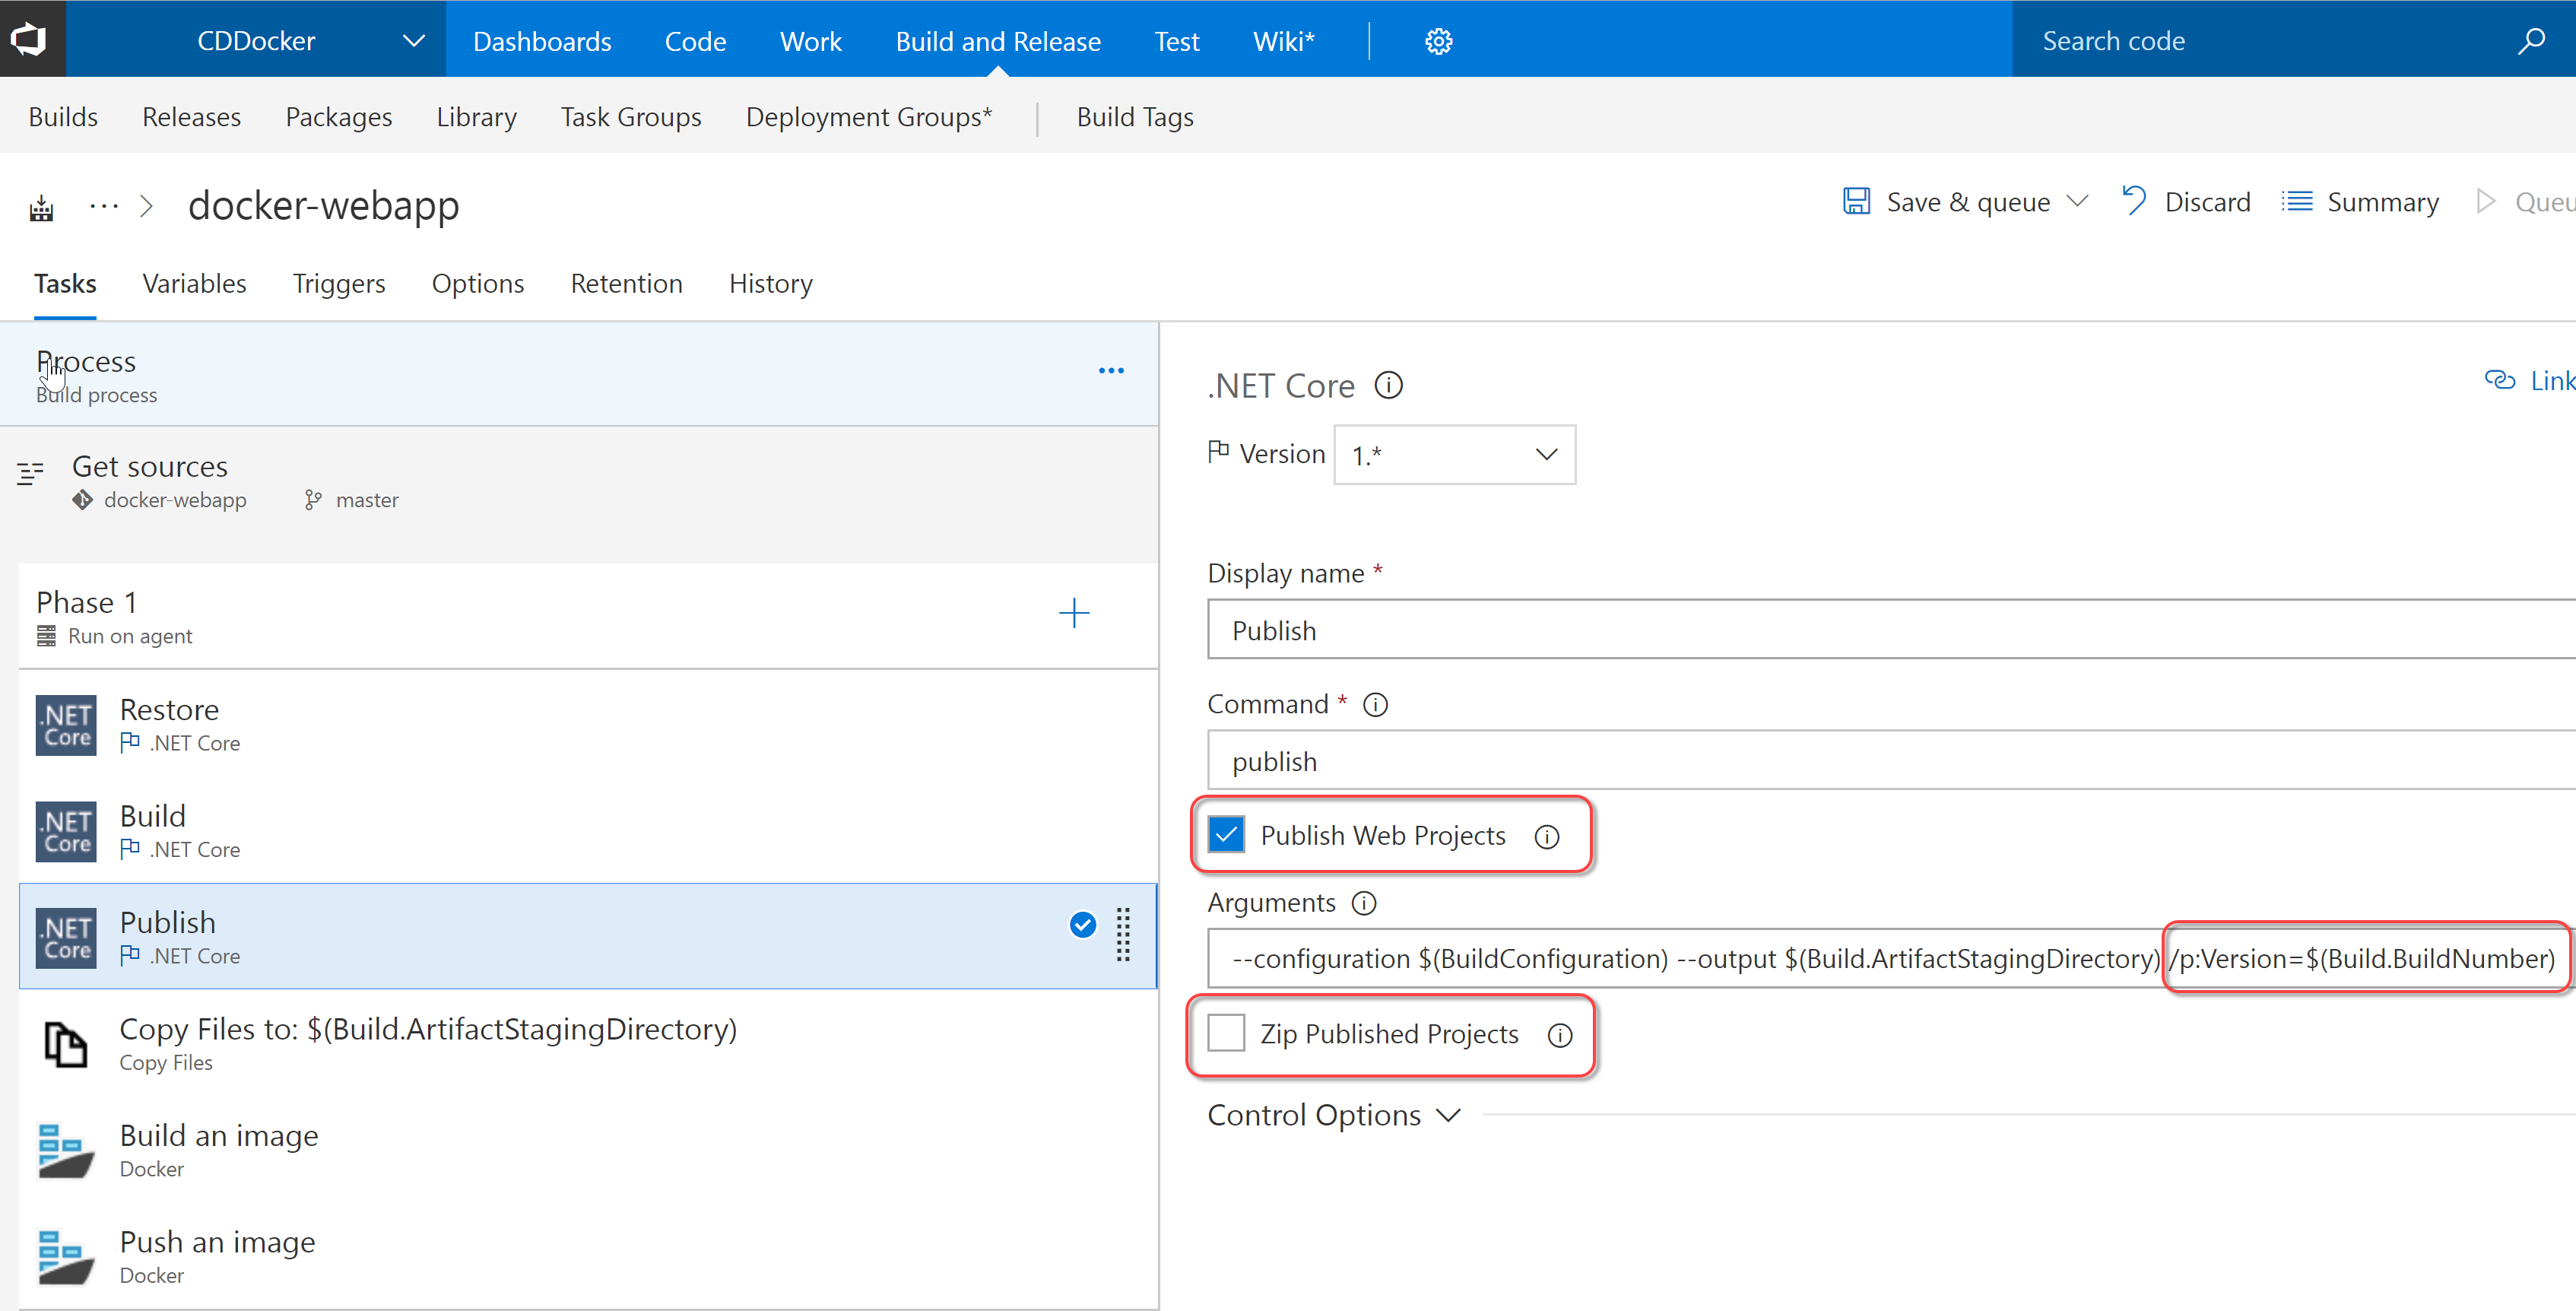 CDDocker Dashboards Code Work Build and Release Test Wiki* Search code
Builds Releases Packages Library Task Groups Deployment Groups* Build Tags
... > docker-webapp Save & queue Discard Summary
Tasks Variables Triggers Options Retention History
Process
Build process
Get sources
docker-webapp master
Phase 1
Run on agent
.NET Core Restore
.NET Core
.NET Core Build
.NET Core
.NET Core Publish
.NET Core
Copy Files to: $(Build.ArtifactStagingDirectory)
Copy Files
Build an image
Docker
Push an image
Docker
.NET Core Link
Version 1.*
Display name *
Publish
Command *
publish
Publish Web Projects
Arguments
--configuration $(BuildConfiguration) --output $(Build.ArtifactStagingDirectory) /p:Version=$(Build.BuildNumber)
Zip Published Projects
Control Options